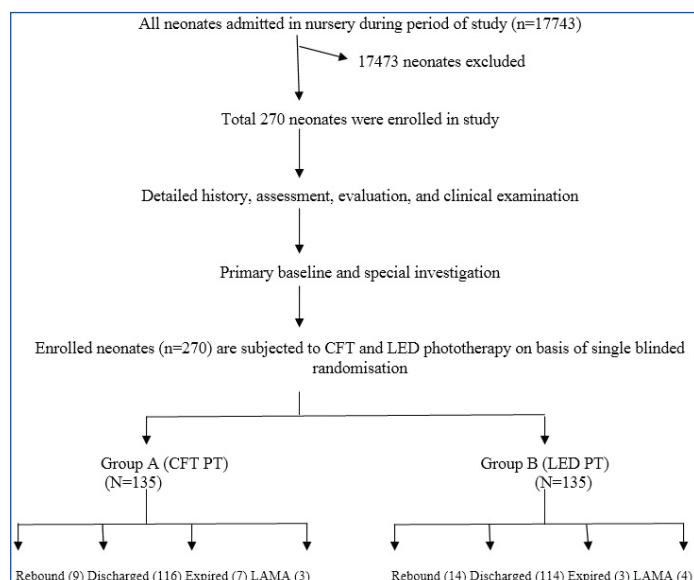 All neonates admitted in nursery during period of study (n=17743)
17473 neonates excluded
Total 270 neonates were enrolled in study
Detailed history, assessment, evaluation, and clinical examination
Primary baseline and special investigation
Enrolled neonates (n=270) are subjected to CFT and LED phototherapy on basis of single blinded
randomisation
Group A (CFT PT)
(N=135)
Group B (LED PT)
(N=135)
Rebound (9) Discharged (116) Expired (7) LAMA (3)
Rebound (14) Discharged (114) Expired (3) LAMA (4)